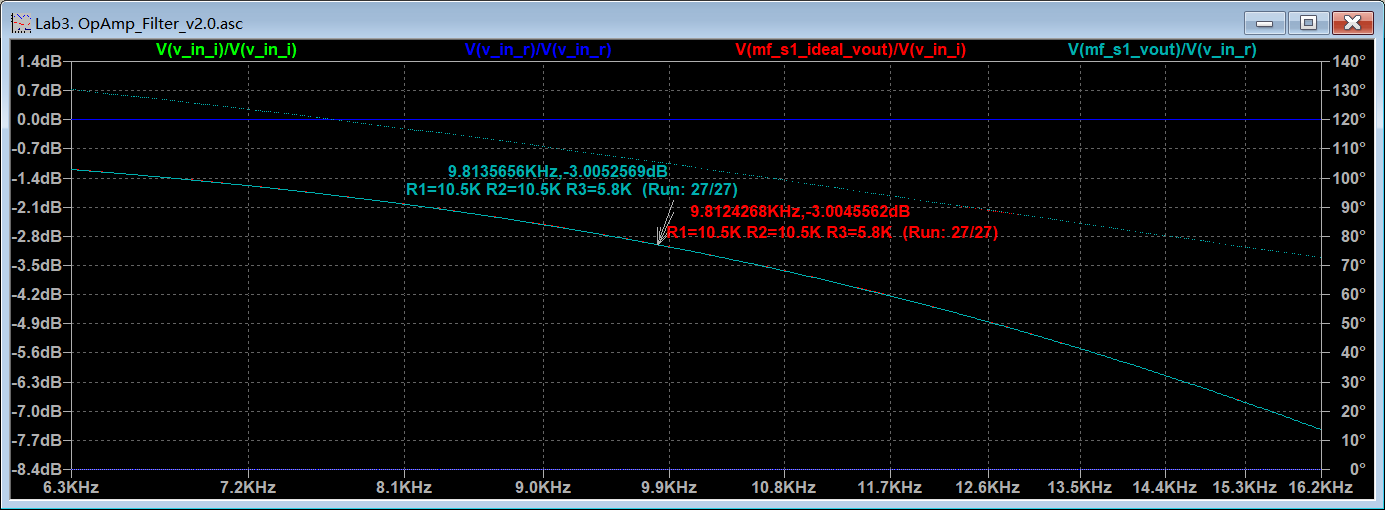 Lab3. OpAmp_Filter_v2.0.asc
V(v_in_i)/V(v_in_i) V(v_in_r)/V(v_in_r) V(mf_s1_ideal_vout)/V(v_in_i) V(mf_s1_vout)/V(v_in_r)
1.4dB 140°
0.7dB 130°
0.0dB 120°
-0.7dB 110°
9.8135656KHz,-3.0052569dB
-1.4dB 100°
R1=10.5K R2=10.5K R3=5.8K (Run: 27/27)
-2.1dB 90°
9.8124268KHz,-3.0045562dB
-2.8dB 80°
R1=10.5K R2=10.5K R3=5.8K (Run: 27/27)
-3.5dB 70°
-4.2dB 60°
-4.9dB 50°
-5.6dB 40°
-6.3dB 30°
-7.0dB 20°
-7.7dB 10°
-8.4dB 0°
6.3KHz 7.2KHz 8.1KHz 9.0KHz 9.9KHz 10.8KHz 11.7KHz 12.6KHz 13.5KHz 14.4KHz 15.3KHz 16.2KHz